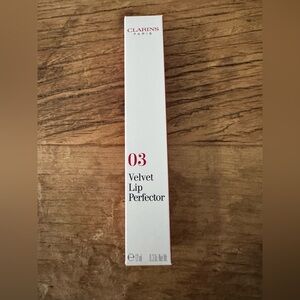 CLARINS
PARIS
03
Velvet
Lip
Perfector